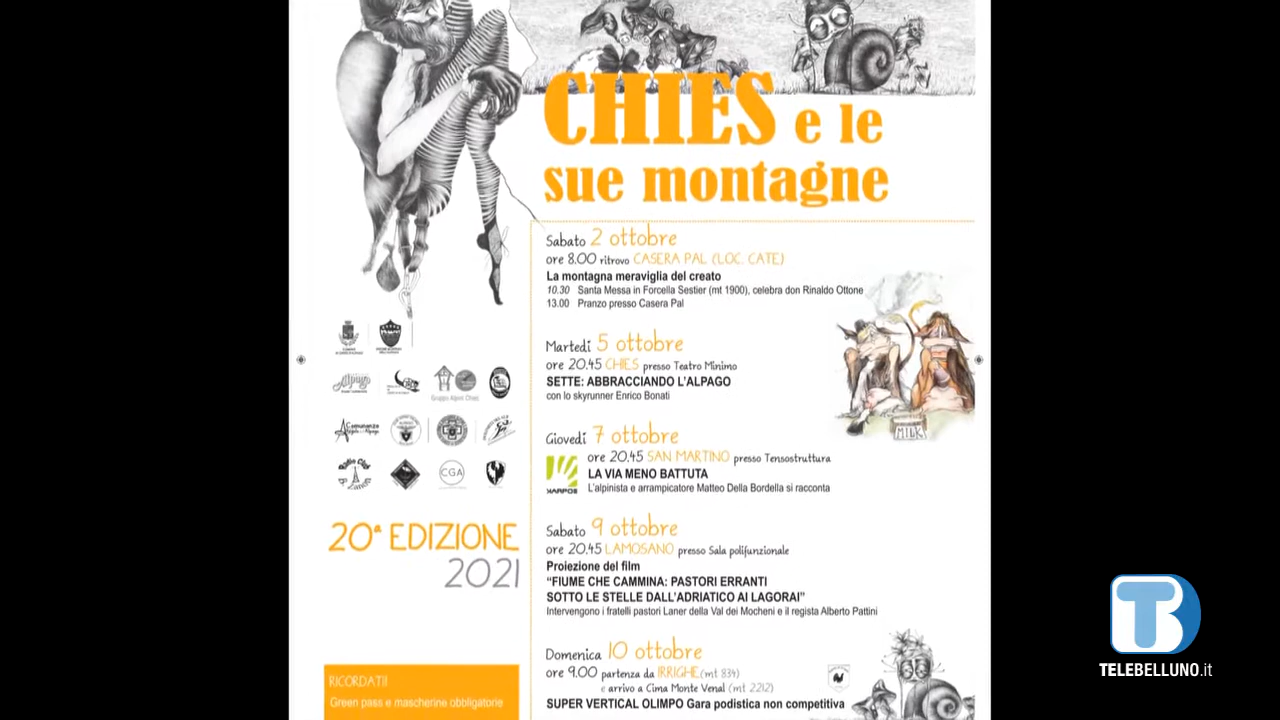 CHIES e le
sue montagne
Sabato 2 ottobre
ore 8.00 ritrovo CASERA PAL (LOC. CATE)
La montagna meraviglia del creato
10.30 Santa Messa in Forcella Sestier (mt 1900), celebra don Rinaldo Ottone
13.00 Pranzo presso Casera Pal
Martedì 5 ottobre
ore 20.45 CHIES presso Teatro Minimo
SETTE: ABBRACCIANDO L'ALPAGO
con lo skyrunner Enrico Bonati
MILK
Giovedì 7 ottobre
ore 20.45 SAN MARTINO presso Tensostruttura
KARPOS
LA VIA MENO BATTUTA
L'alpinista e arrampicatore Matteo Della Bordella si racconta
Sabato 9 ottobre
ore 20.45 LAMOSANO presso Sala polifunzionale
Proiezione del film
“FIUME CHE CAMMINA: PASTORI ERRANTI
SOTTO LE STELLE DALL'ADRIATICO AI LAGORAI”
Intervengono i fratelli pastori Laner della Val dei Mocheni e il regista Alberto Pattini
Domenica 10 ottobre
ore 9.00 partenza da IRRIGHE (mt 834)
e arrivo a Cima Monte Venal (mt 2212)
SUPER VERTICAL OLIMPO Gara podistica non competitiva
Alpago
Gruppo Alpini Chies
CGA
20ª EDIZIONE
2021
RICORDATI!
Green pass e mascherine obbligatorie
TB
TELEBELLUNO.it